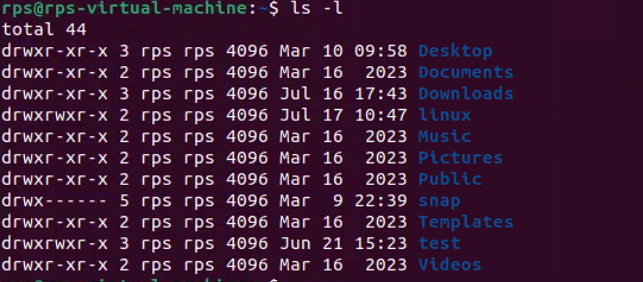 rps@rps-virtual-machine:~$ ls -l
total 44
drwxr-xr-x 3 rps rps 4096 Mar 10 09:58 Desktop
drwxr-xr-x 2 rps rps 4096 Mar 16  2023 Documents
drwxr-xr-x 3 rps rps 4096 Jul 16 17:43 Downloads
drwxrwxr-x 2 rps rps 4096 Jul 17 10:47 linux
drwxr-xr-x 2 rps rps 4096 Mar 16  2023 Music
drwxr-xr-x 2 rps rps 4096 Mar 16  2023 Pictures
drwxr-xr-x 2 rps rps 4096 Mar 16  2023 Public
drwx------ 5 rps rps 4096 Mar  9 22:39 snap
drwxr-xr-x 2 rps rps 4096 Mar 16  2023 Templates
drwxrwxr-x 3 rps rps 4096 Jun 21 15:23 test
drwxr-xr-x 2 rps rps 4096 Mar 16  2023 Videos